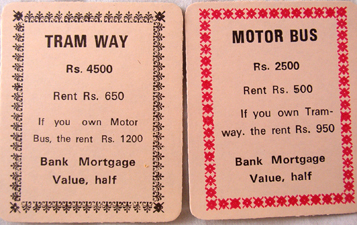 TRAM WAY
Rs. 4500
Rent Rs. 650
If you own Motor
Bus, the rent Rs. 1200
Bank Mortgage
Value, half
MOTOR BUS
Rs. 2500
Rent Rs. 500
If you own Tram-
way. the rent Rs. 950
Bank Mortgage
Value, half